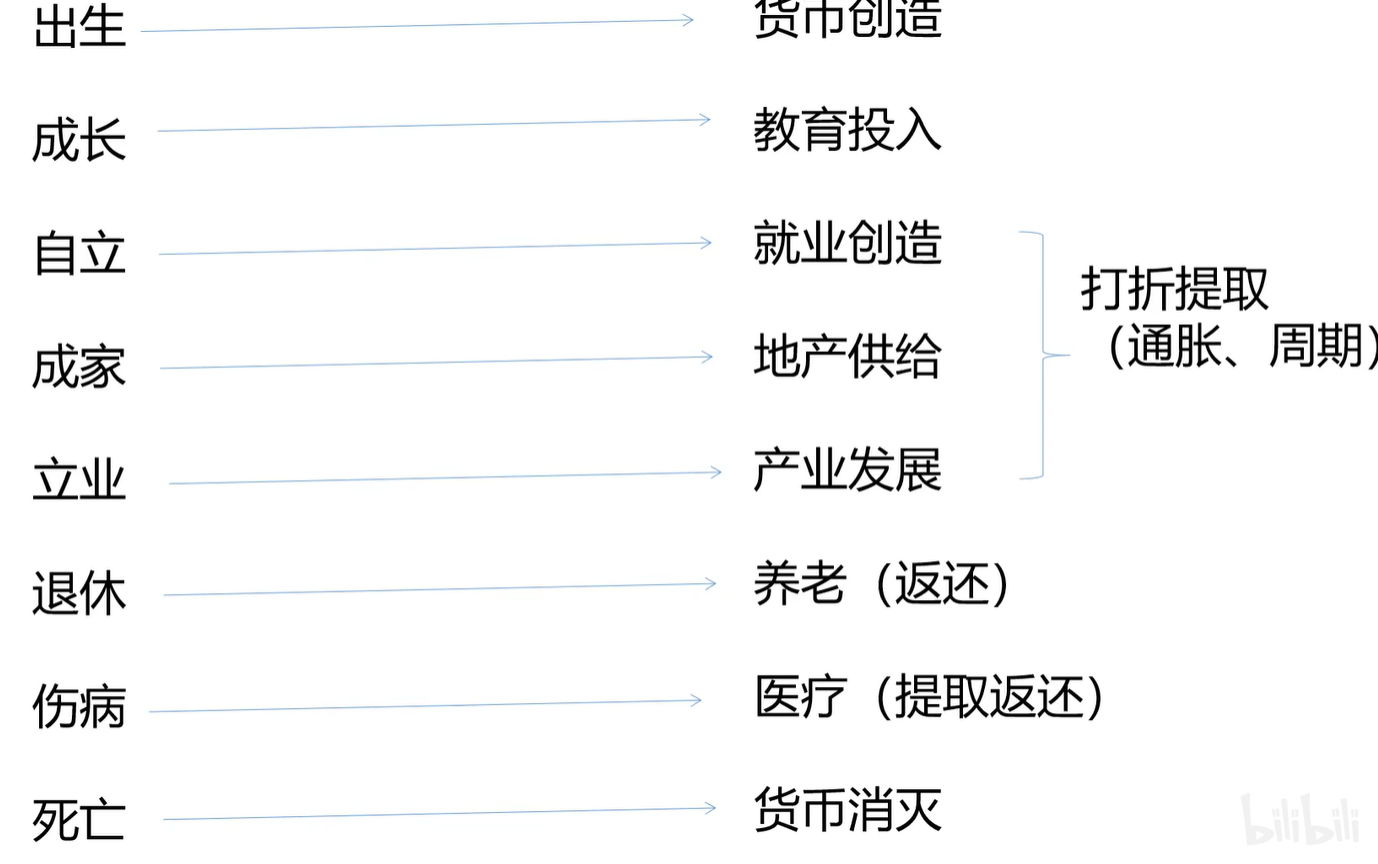 出生 货币创造
成长 教育投入
自立 就业创造
打折提取
成家 地产供给 （通胀、周期）
立业 产业发展
退休 养老（返还）
伤病 医疗（提取返还）
死亡 货币消灭
bilibili